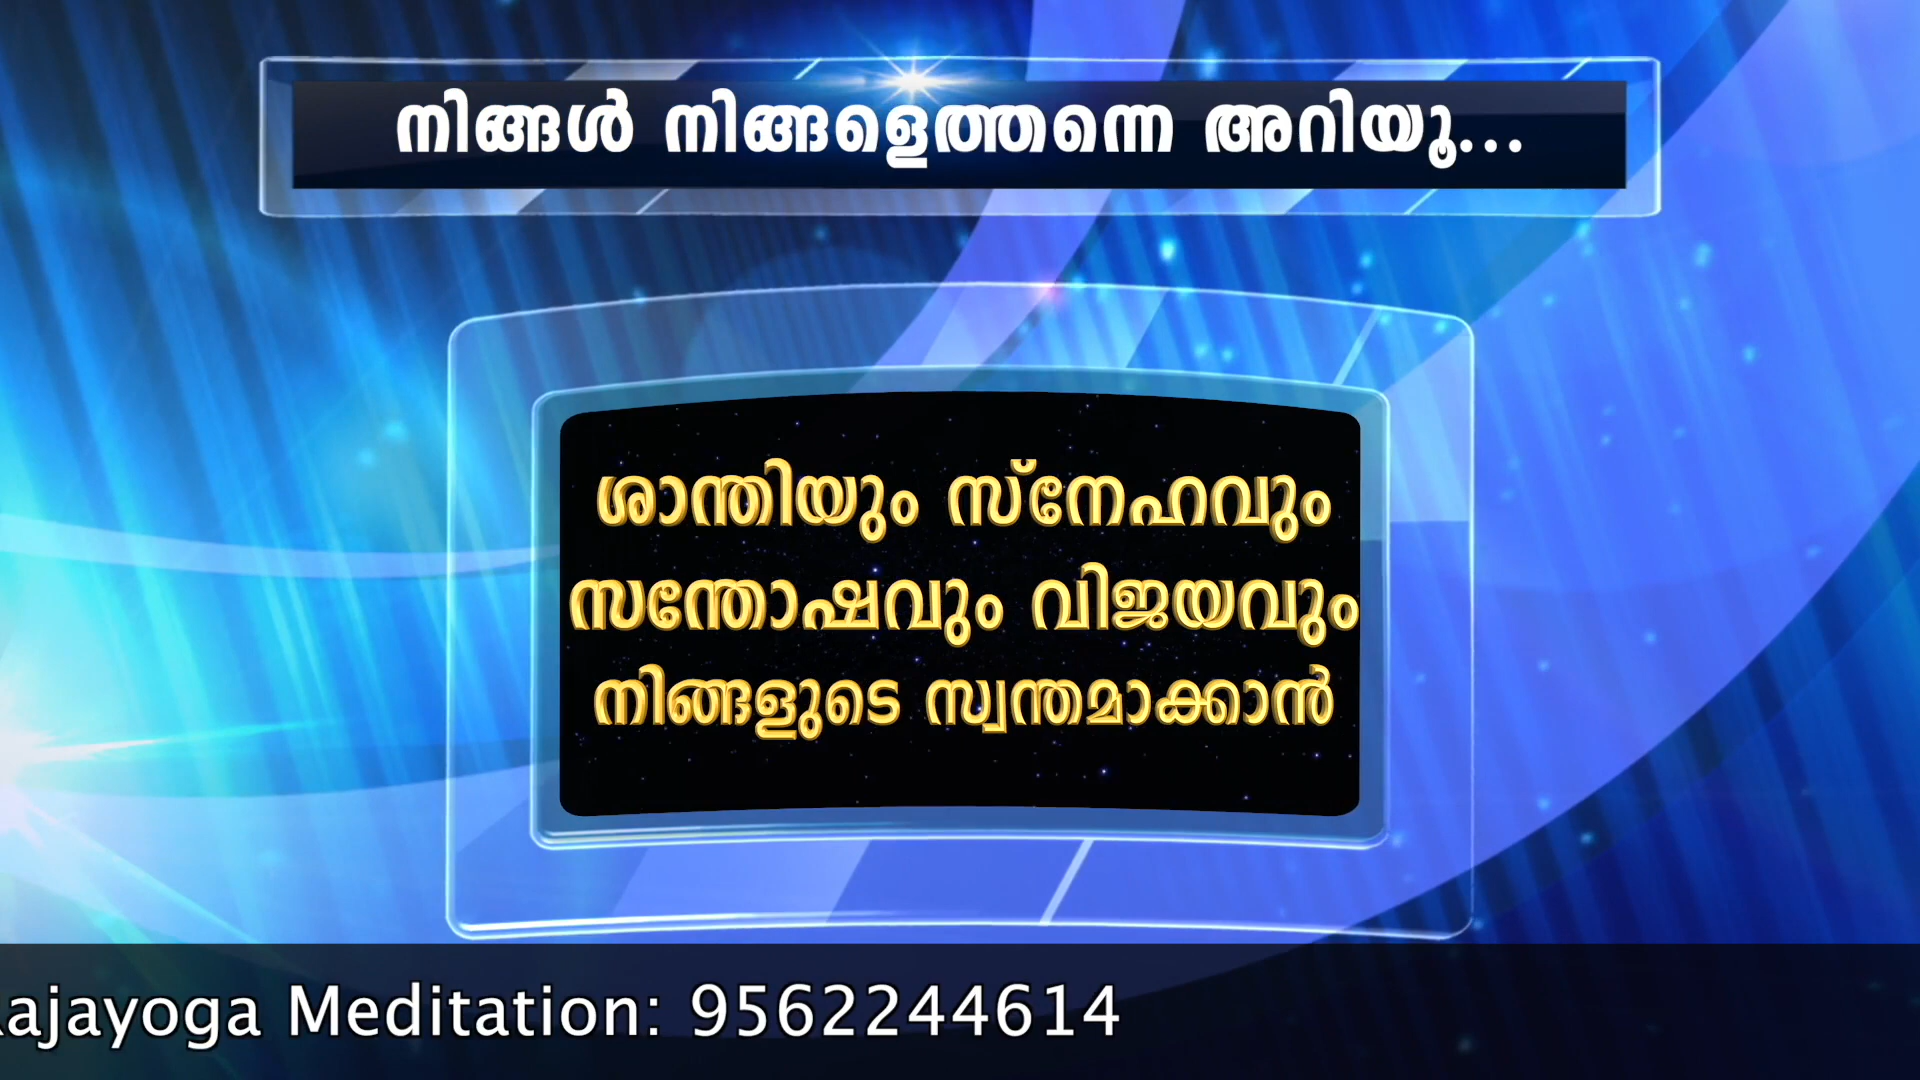 നിങ്ങൾ നിങ്ങളെത്തന്നെ അറിയൂ...
ശാന്തിയും സ്നേഹവും
സന്തോഷവും വിജയവും
നിങ്ങളുടെ സ്വന്തമാക്കാൻ
ajayoga Meditation: 9562244614